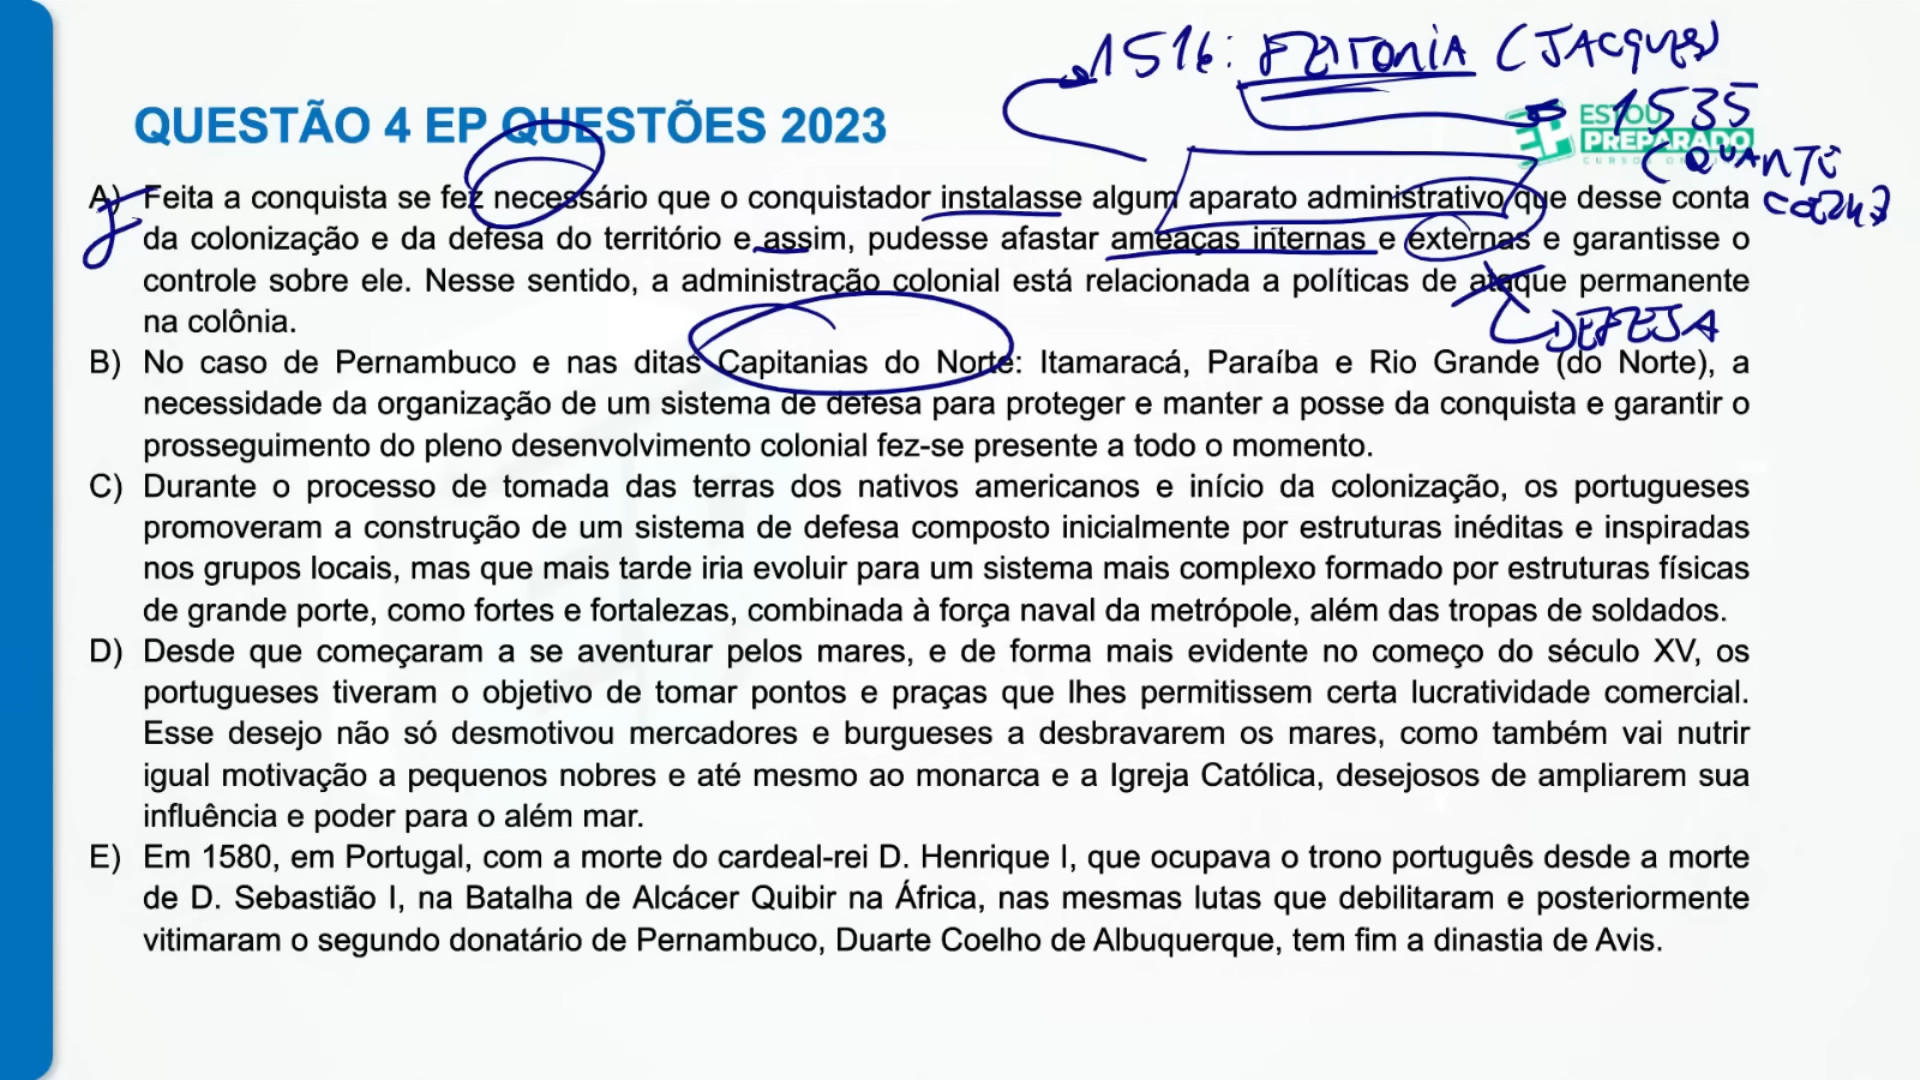 1516: FEITORIA (JACQUES)
QUESTÃO 4 EP QUESTÕES 2023
ESTOU
1535
PREPARADO
(QUANTO
A) Feita a conquista se fez necessário que o conquistador instalasse algum aparato administrativo que desse conta
da colonização e da defesa do território e assim, pudesse afastar ameaças internas e externas e garantisse o
controle sobre ele. Nesse sentido, a administração colonial está relacionada a políticas de ataque permanente
na colônia.
DEFESA
B) No caso de Pernambuco e nas ditas Capitanias do Norte: Itamaracá, Paraíba e Rio Grande (do Norte), a
necessidade da organização de um sistema de defesa para proteger e manter a posse da conquista e garantir o
prosseguimento do pleno desenvolvimento colonial fez-se presente a todo o momento.
C) Durante o processo de tomada das terras dos nativos americanos e início da colonização, os portugueses
promoveram a construção de um sistema de defesa composto inicialmente por estruturas inéditas e inspiradas
nos grupos locais, mas que mais tarde iria evoluir para um sistema mais complexo formado por estruturas físicas
de grande porte, como fortes e fortalezas, combinada à força naval da metrópole, além das tropas de soldados.
D) Desde que começaram a se aventurar pelos mares, e de forma mais evidente no começo do século XV, os
portugueses tiveram o objetivo de tomar pontos e praças que lhes permitissem certa lucratividade comercial.
Esse desejo não só desmotivou mercadores e burgueses a desbravarem os mares, como também vai nutrir
igual motivação a pequenos nobres e até mesmo ao monarca e a Igreja Católica, desejosos de ampliarem sua
influência e poder para o além mar.
E) Em 1580, em Portugal, com a morte do cardeal-rei D. Henrique I, que ocupava o trono português desde a morte
de D. Sebastião I, na Batalha de Alcácer Quibir na África, nas mesmas lutas que debilitaram e posteriormente
vitimaram o segundo donatário de Pernambuco, Duarte Coelho de Albuquerque, tem fim a dinastia de Avis.